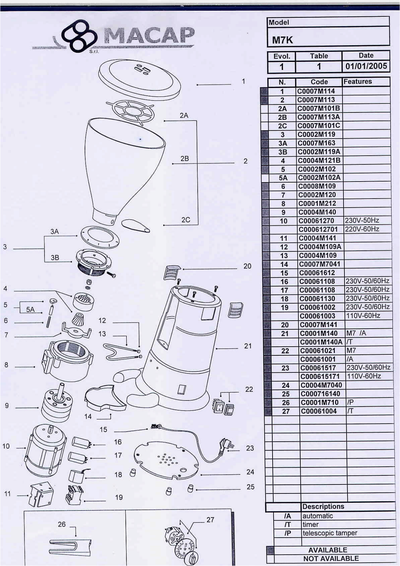 MACAP
S.r.l.
Model
M7K
Evol. Table Date
1 1 01/01/2005
N. Code Features
1 C0007M114
2 C0007M113
2A C0007M101B
2B C0007M113A
2C C0007M101C
3 C0002M119
3A C0007M163
3B C0002M119A
4 C0004M121B
5 C0002M102
5A C0002M102A
6 C0008M109
7 C0002M120
8 C0001M212
9 C0004M140
10 C00061270 230V-50Hz
C000612701 220V-60Hz
11 C0004M141
12 C0004M109A
13 C0004M109
14 C0007M7041
15 C00061612
16 C00061108 230V-50/60Hz
17 C00061108 230V-50/60Hz
18 C00061130 230V-50/60Hz
19 C00061002 230V-50/60Hz
C00061003 110V-60Hz
20 C0007M141
21 C0001M140 M7 /A
C0001M140A /T
22 C00061021 M7
C00061001 /A
23 C00061517 230V-50/60Hz
C000615171 110V-60Hz
24 C0004M7040
25 C000716140
26 C0001M710 /P
27 C00061004 /T
Descriptions
/A automatic
/T timer
/P telescopic tamper
AVAILABLE
NOT AVAILABLE
1
2A
2B
2
2C
3A
3
3B
20
4
5
5A
6
12
13
7
21
8
22
9
14
15
10
16
23
17
18
24
11
19
25
26
27